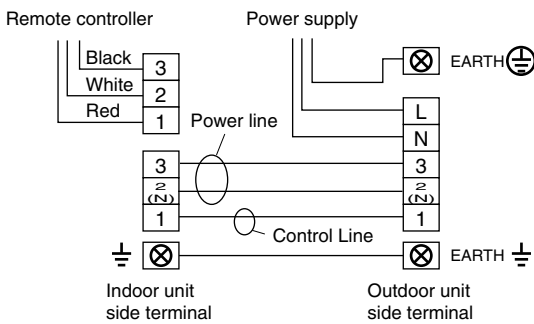 Remote controller
Power supply
Black
3
White
2
Red
1
EARTH
L
N
Power line
3
2
(N)
1
3
2
(N)
1
Control Line
EARTH
Indoor unit
side terminal
Outdoor unit
side terminal